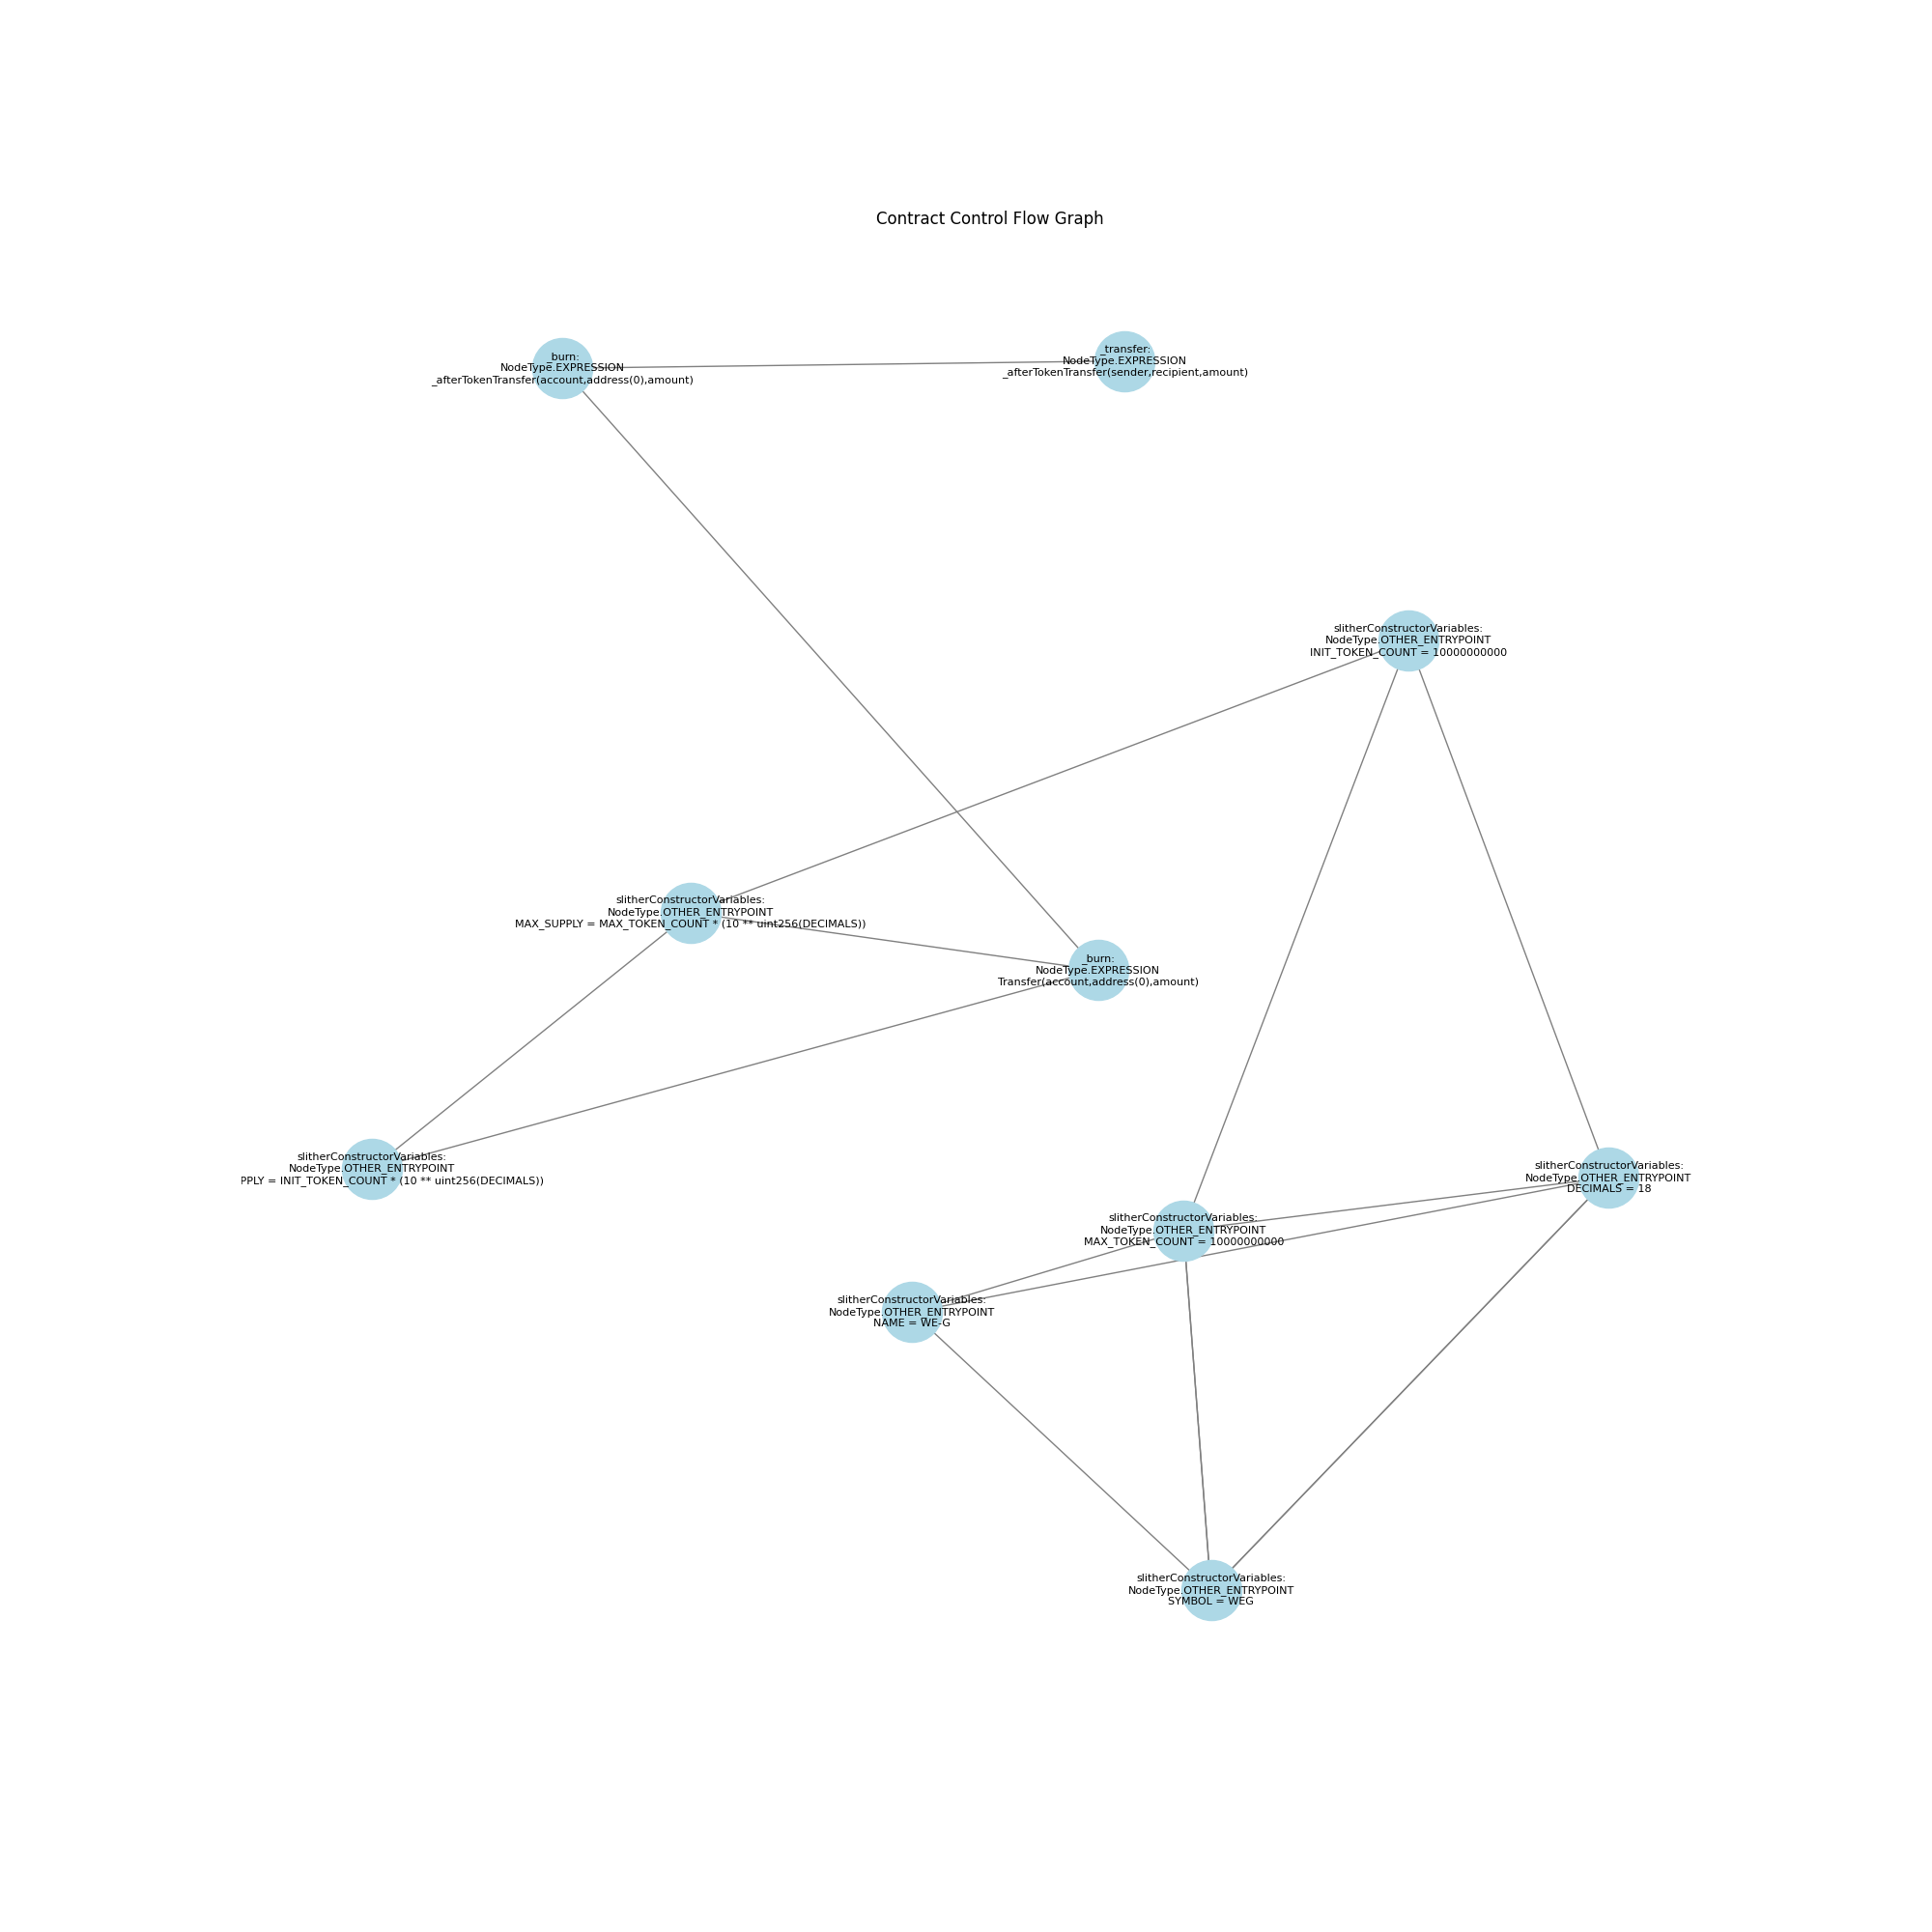 Contract Control Flow Graph
_transfer:
NodeType.EXPRESSION
_afterTokenTransfer(sender,recipient,amount)
_burn:
NodeType.EXPRESSION
_afterTokenTransfer(account,address(0),amount)
slitherConstructorVariables:
NodeType.OTHER_ENTRYPOINT
INIT_TOKEN_COUNT = 10000000000
slitherConstructorVariables:
NodeType.OTHER_ENTRYPOINT
MAX_SUPPLY = MAX_TOKEN_COUNT * (10 ** uint256(DECIMALS))
_burn:
NodeType.EXPRESSION
Transfer(account,address(0),amount)
slitherConstructorVariables:
NodeType.OTHER_ENTRYPOINT
PPLY = INIT_TOKEN_COUNT * (10 ** uint256(DECIMALS))
slitherConstructorVariables:
NodeType.OTHER_ENTRYPOINT
DECIMALS = 18
slitherConstructorVariables:
NodeType.OTHER_ENTRYPOINT
MAX_TOKEN_COUNT = 10000000000
slitherConstructorVariables:
NodeType.OTHER_ENTRYPOINT
NAME = WE-G
slitherConstructorVariables:
NodeType.OTHER_ENTRYPOINT
SYMBOL = WEG